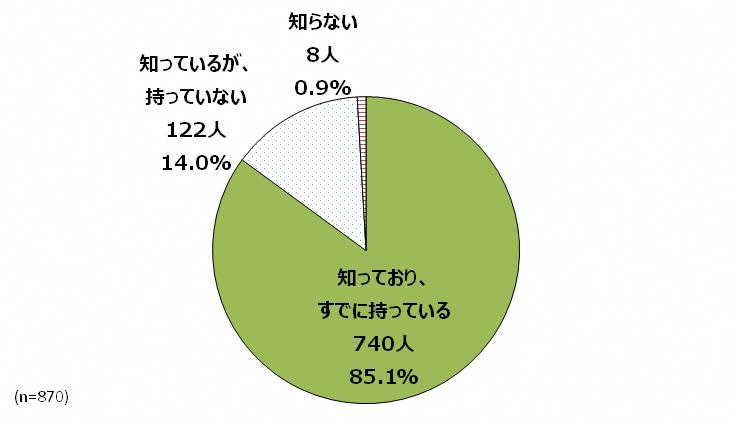 知らない
8人
0.9%
知っているが、
持っていない
122人
14.0%
知っており、
すでに持っている
740人
85.1%
(n=870)